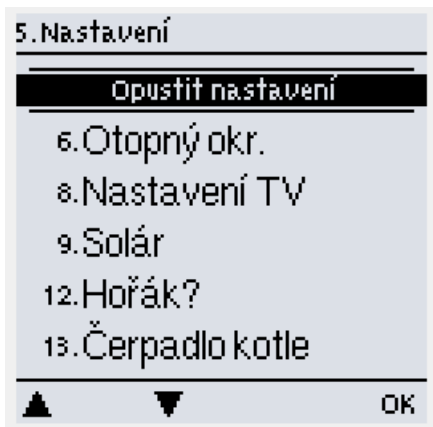 5.Nastavení
Opustit nastavení
6.Otopný okr.
8.Nastavení TV
9.Solár
12.Hořák?
13.Čerpadlo kotle
OK